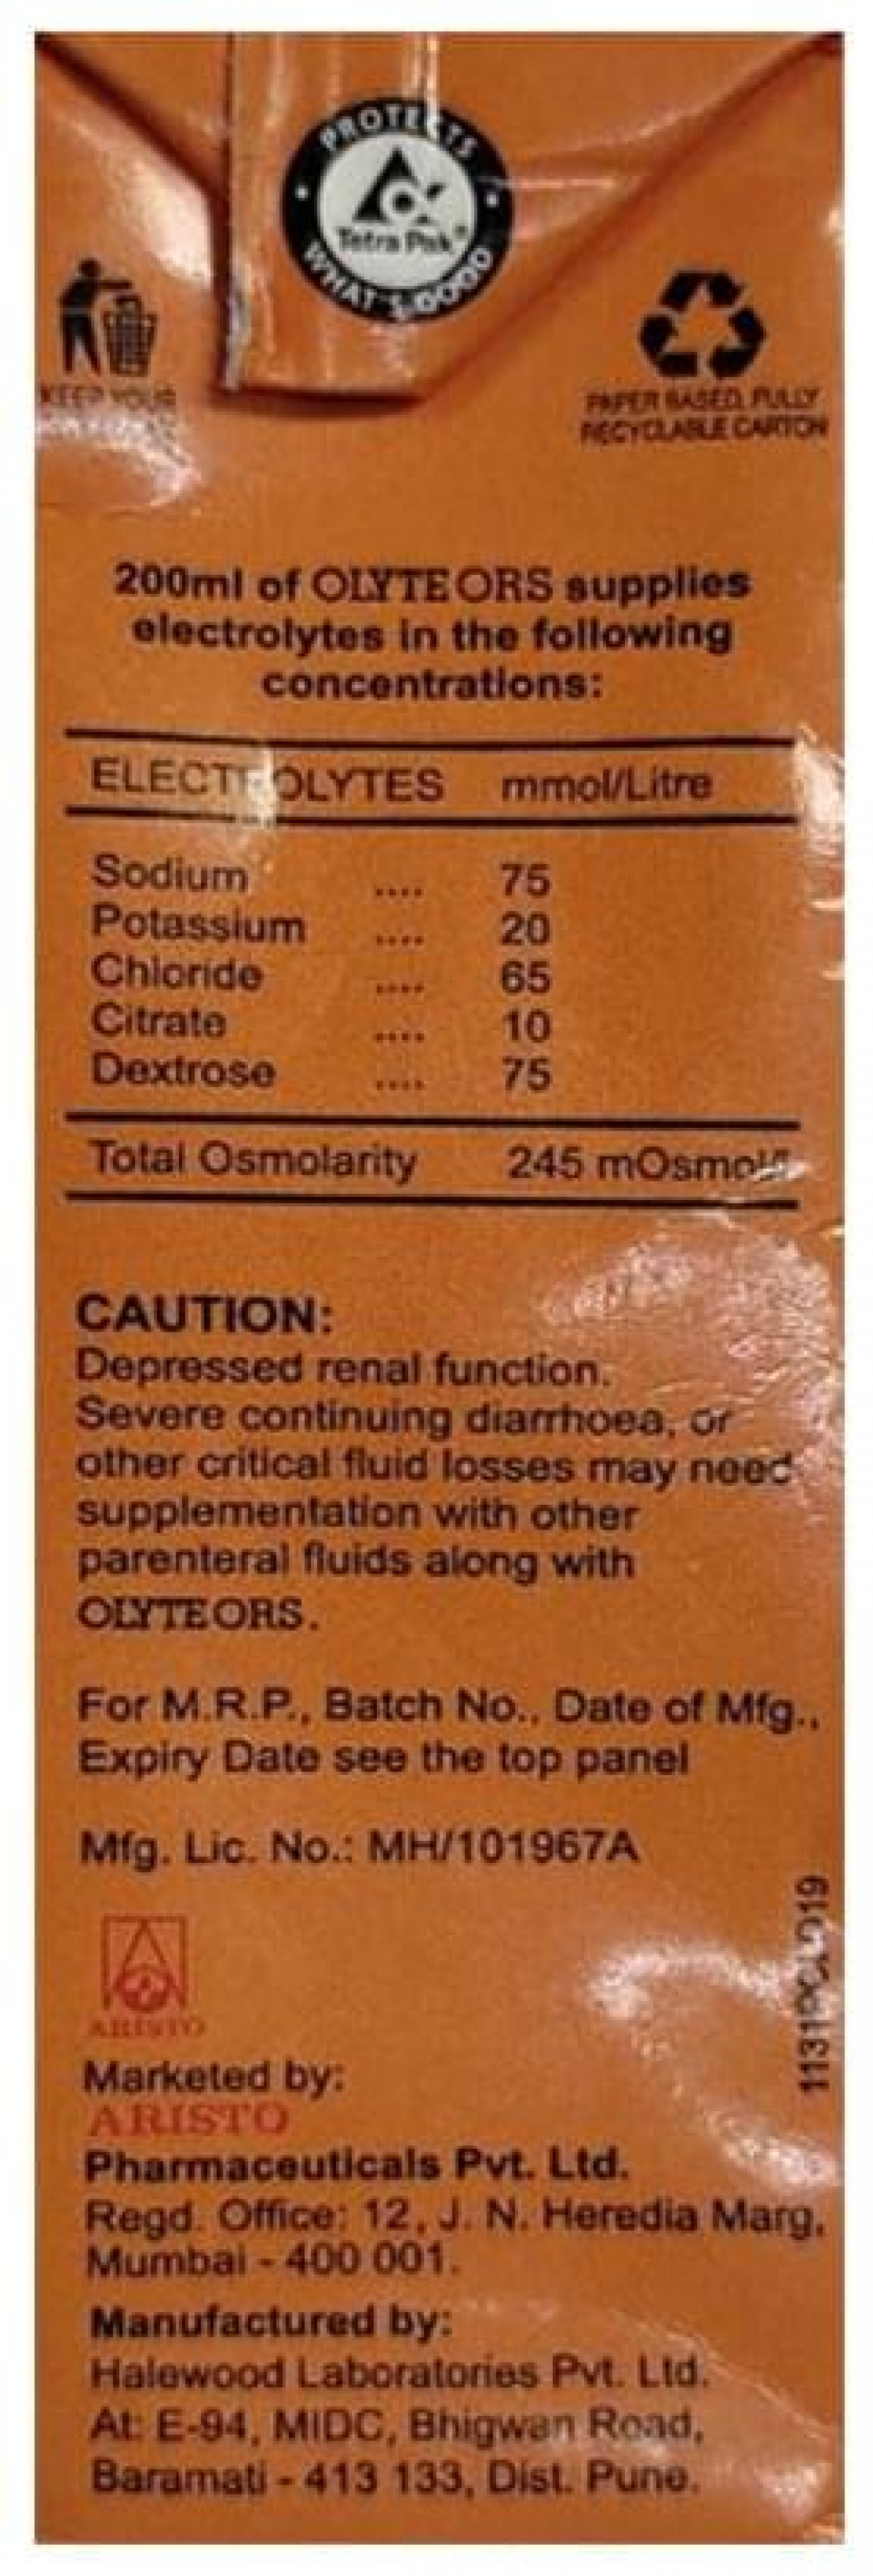 PROTECTS
Tetra Pak®
WHAT'S GOOD
KEEP YOUR
PAPER BASED, FULLY
RECYCLABLE CARTON
200ml of OLYTE ORS supplies
electrolytes in the following
concentrations:
ELECTROLYTES mmol/Litre
Sodium .... 75
Potassium .... 20
Chloride .... 65
Citrate .... 10
Dextrose .... 75
Total Osmolarity 245 mOsmol/l
CAUTION:
Depressed renal function.
Severe continuing diarrhoea, or
other critical fluid losses may need
supplementation with other
parenteral fluids along with
OLYTE ORS.
For M.R.P., Batch No., Date of Mfg.,
Expiry Date see the top panel
Mfg. Lic. No.: MH/101967A
ARISTO
Marketed by:
ARISTO
Pharmaceuticals Pvt. Ltd.
Regd. Office: 12, J. N. Heredia Marg,
Mumbai - 400 001.
Manufactured by:
Halewood Laboratories Pvt. Ltd.
At: E-94, MIDC, Bhigwan Road,
Baramati - 413 133, Dist. Pune.